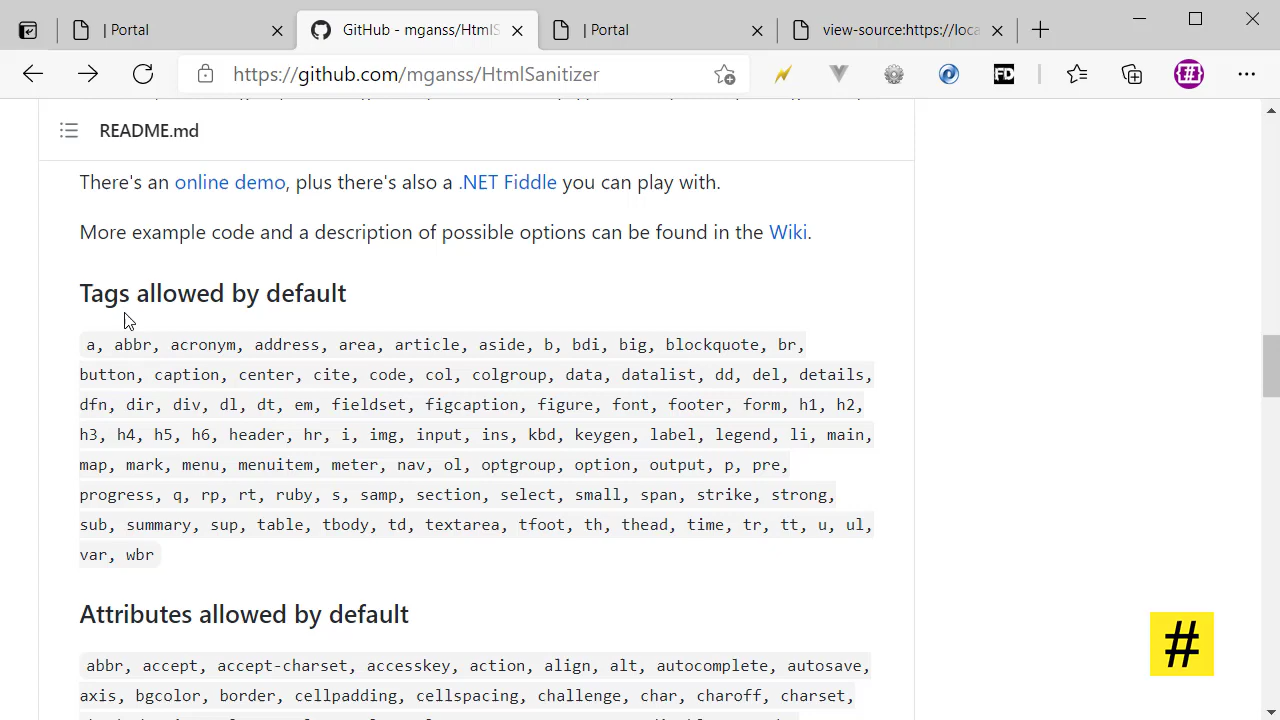 | Portal
GitHub - mganss/HtmlS
| Portal
view-source:https://loca
https://github.com/mganss/HtmlSanitizer
FD
{#}
README.md
There's an online demo, plus there's also a .NET Fiddle you can play with.
More example code and a description of possible options can be found in the Wiki.
Tags allowed by default
a, abbr, acronym, address, area, article, aside, b, bdi, big, blockquote, br,
button, caption, center, cite, code, col, colgroup, data, datalist, dd, del, details,
dfn, dir, div, dl, dt, em, fieldset, figcaption, figure, font, footer, form, h1, h2,
h3, h4, h5, h6, header, hr, i, img, input, ins, kbd, keygen, label, legend, li, main,
map, mark, menu, menuitem, meter, nav, ol, optgroup, option, output, p, pre,
progress, q, rp, rt, ruby, s, samp, section, select, small, span, strike, strong,
sub, summary, sup, table, tbody, td, textarea, tfoot, th, thead, time, tr, tt, u, ul,
var, wbr
Attributes allowed by default
abbr, accept, accept-charset, accesskey, action, align, alt, autocomplete, autosave,
axis, bgcolor, border, cellpadding, cellspacing, challenge, char, charoff, charset,
#